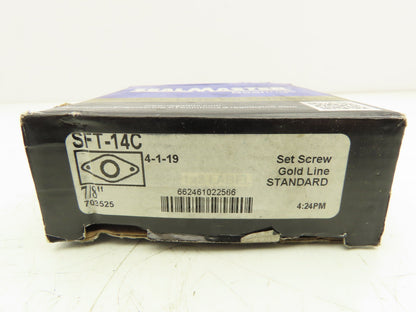 SEALMASTER
SFT-14C
4-1-19
Set Screw
Gold Line
STANDARD
7/8"
703525
662461022566
4:24PM